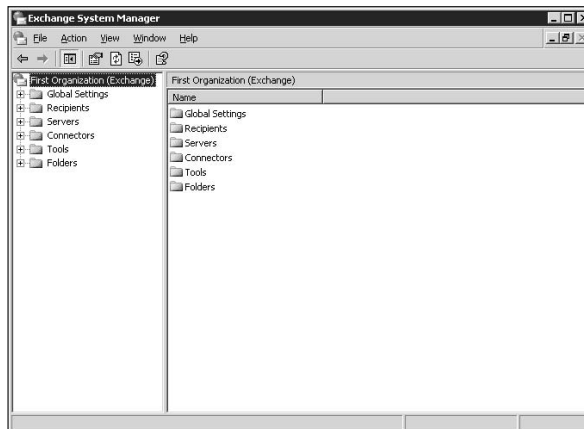 Exchange System Manager
File Action View Window Help
First Organization (Exchange)
Global Settings
Recipients
Servers
Connectors
Tools
Folders
First Organization (Exchange)
Name
Global Settings
Recipients
Servers
Connectors
Tools
Folders